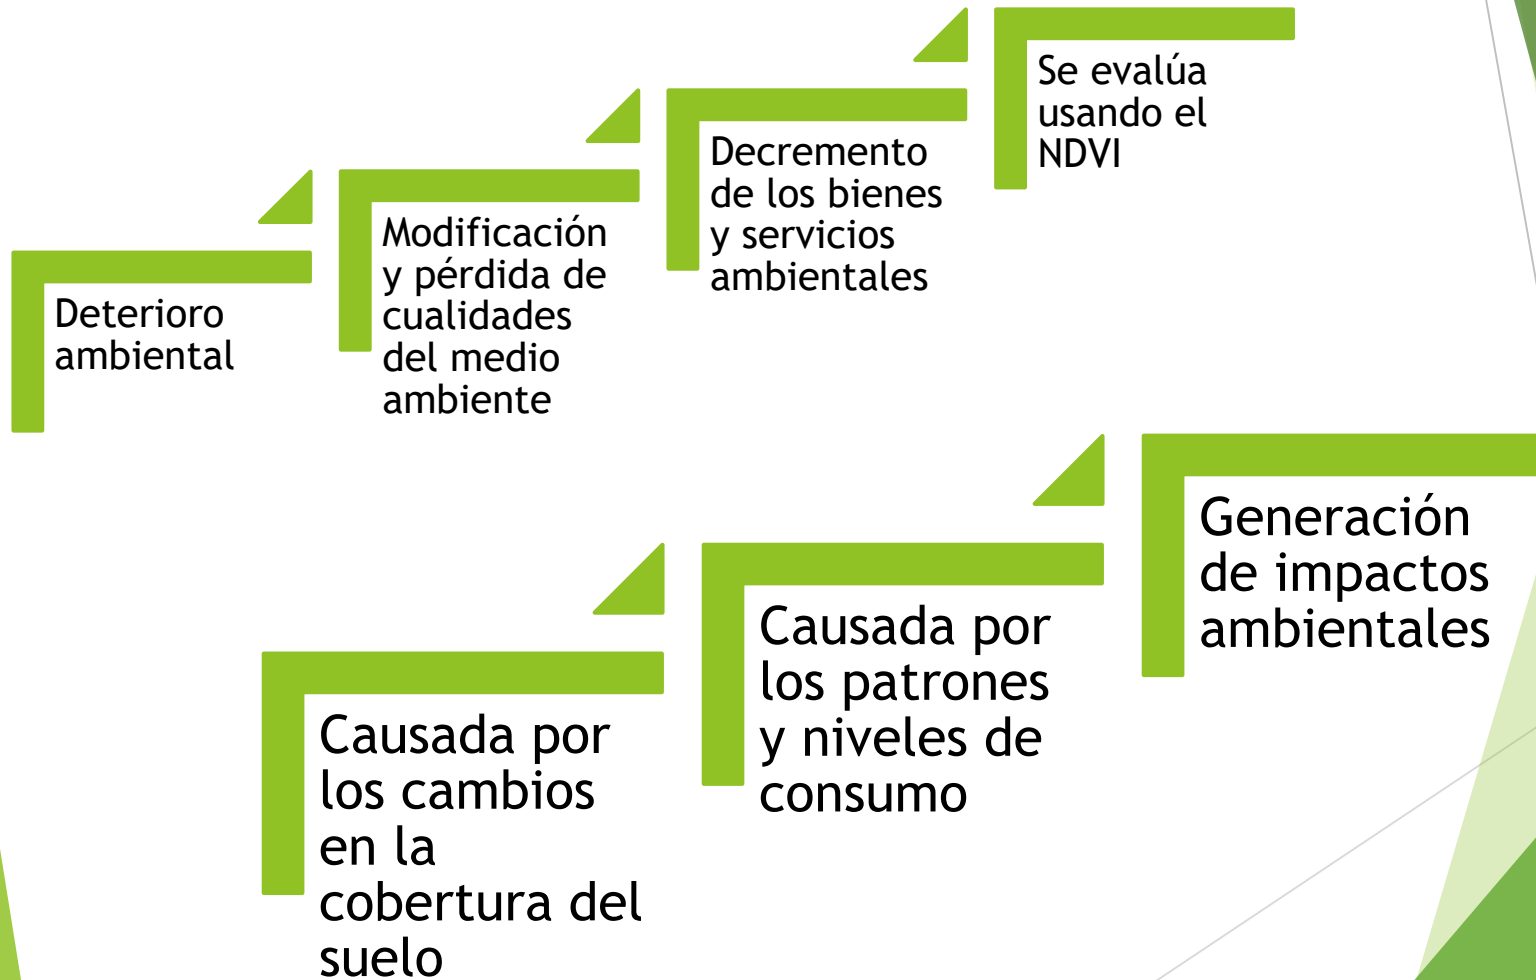 Deterioro
ambiental
Modificación
y pérdida de
cualidades
del medio
ambiente
Decremento
de los bienes
y servicios
ambientales
Se evalúa
usando el
NDVI
Causada por
los cambios
en la
cobertura del
suelo
Causada por
los patrones
y niveles de
consumo
Generación
de impactos
ambientales